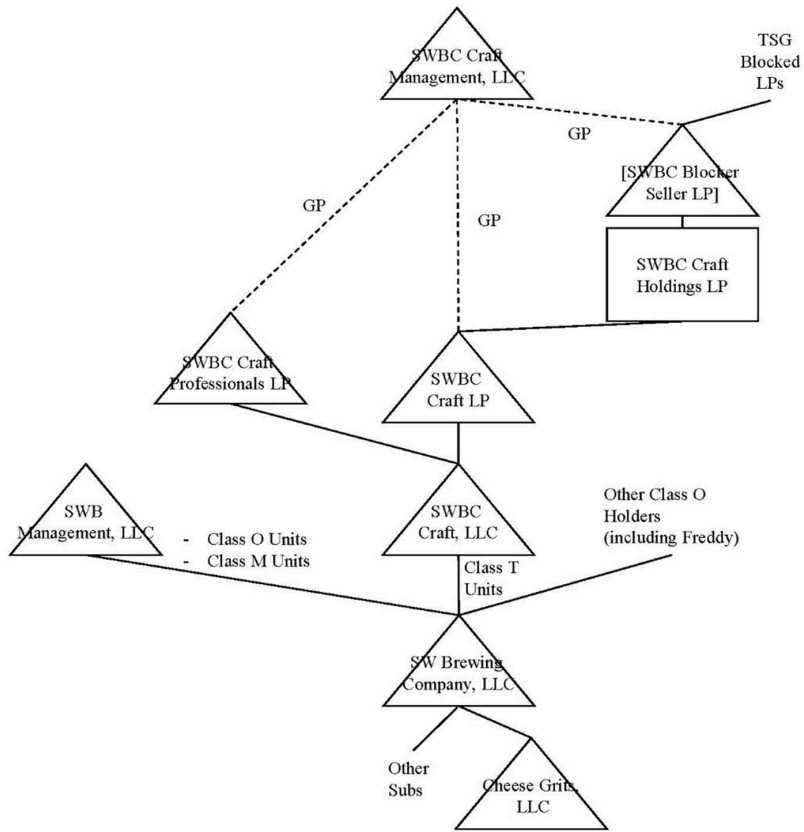 SWBC Craft
Management, LLC
TSG
Blocked
LPs
GP
[SWBC Blocker
Seller LP]
GP
GP
SWBC Craft
Holdings LP
SWBC Craft
Professionals LP
SWBC
Craft LP
SWB
Management, LLC
- Class O Units
- Class M Units
SWBC
Craft, LLC
Other Class O
Holders
(including Freddy)
Class T
Units
SW Brewing
Company, LLC
Other
Subs
Cheese Grits,
LLC